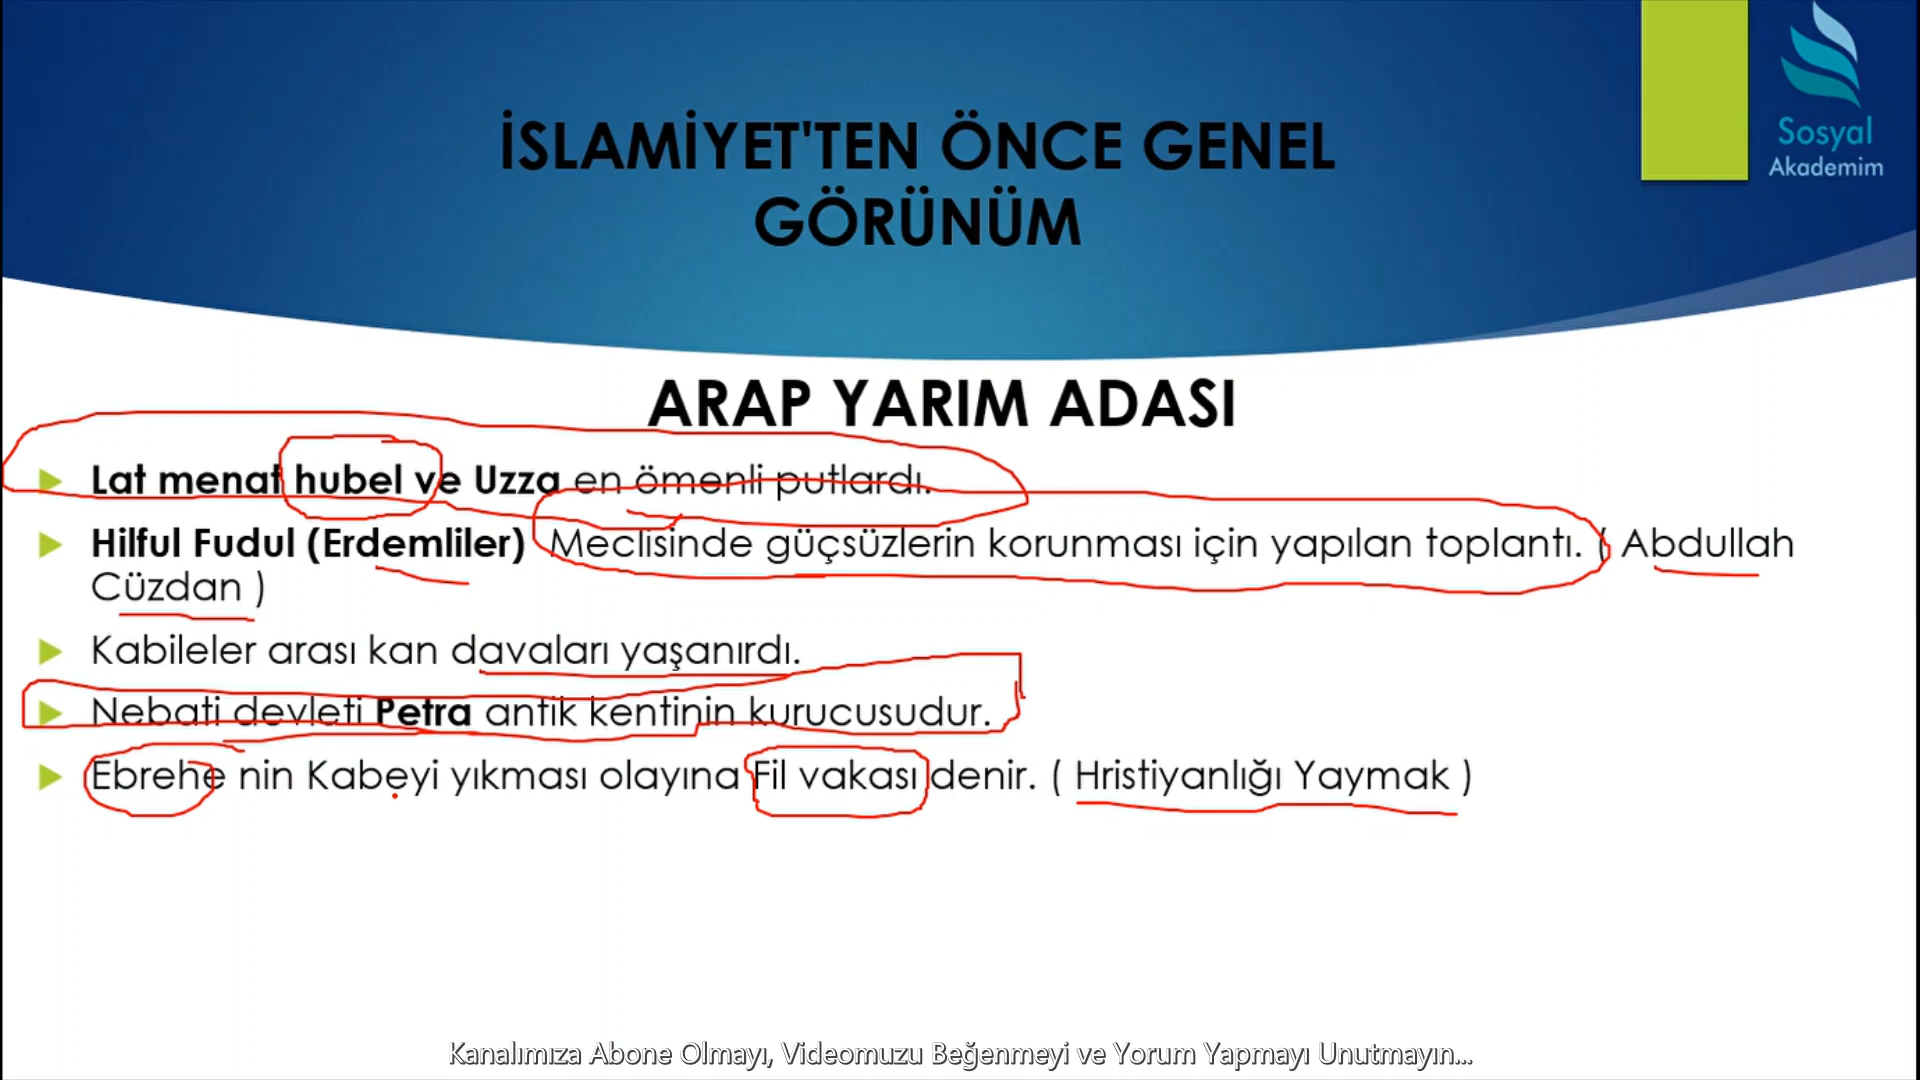 Sosyal
Akademim
İSLAMİYET'TEN ÖNCE GENEL
GÖRÜNÜM
ARAP YARIM ADASI
Lat menat hubel ve Uzza en ömenli putlardı.
Hilful Fudul (Erdemliler) Meclisinde güçsüzlerin korunması için yapılan toplantı. ( Abdullah
Cüzdan )
Kabileler arası kan davaları yaşanırdı.
Nebati devleti Petra antik kentinin kurucusudur.
Ebrehe nin Kabeyi yıkması olayına Fil vakası denir. ( Hristiyanlığı Yaymak )
Kanalımıza Abone Olmayı, Videomuzu Beğenmeyi ve Yorum Yapmayı Unutmayın...